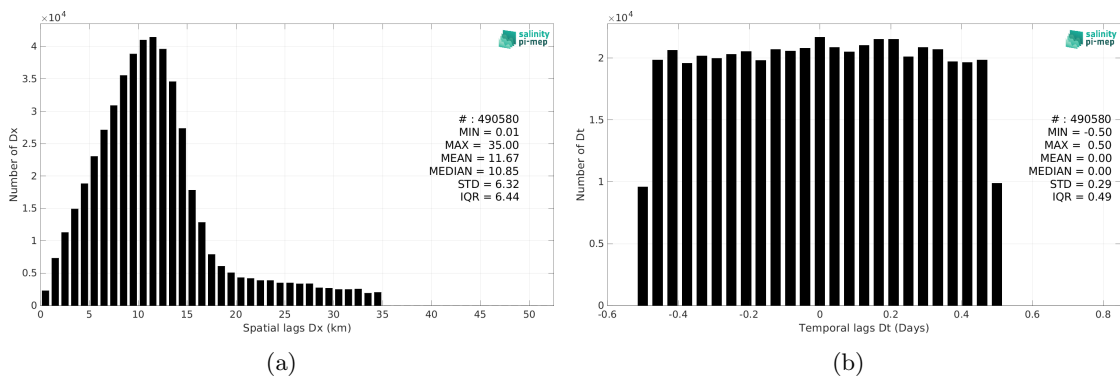 ×10⁴
4
3.5
3
2.5
2
1.5
1
0.5
0
Number of Dx
salinity
pi-mep
# : 490580
MIN = 0.01
MAX = 35.00
MEAN = 11.67
MEDIAN = 10.85
STD = 6.32
IQR = 6.44
0 5 10 15 20 25 30 35 40 45 50
Spatial lags Dx (km)
(a)
×10⁴
2
1.5
1
0.5
0
Number of Dt
salinity
pi-mep
# : 490580
MIN = -0.50
MAX = 0.50
MEAN = 0.00
MEDIAN = 0.00
STD = 0.29
IQR = 0.49
-0.6 -0.4 -0.2 0 0.2 0.4 0.6 0.8
Temporal lags Dt (Days)
(b)